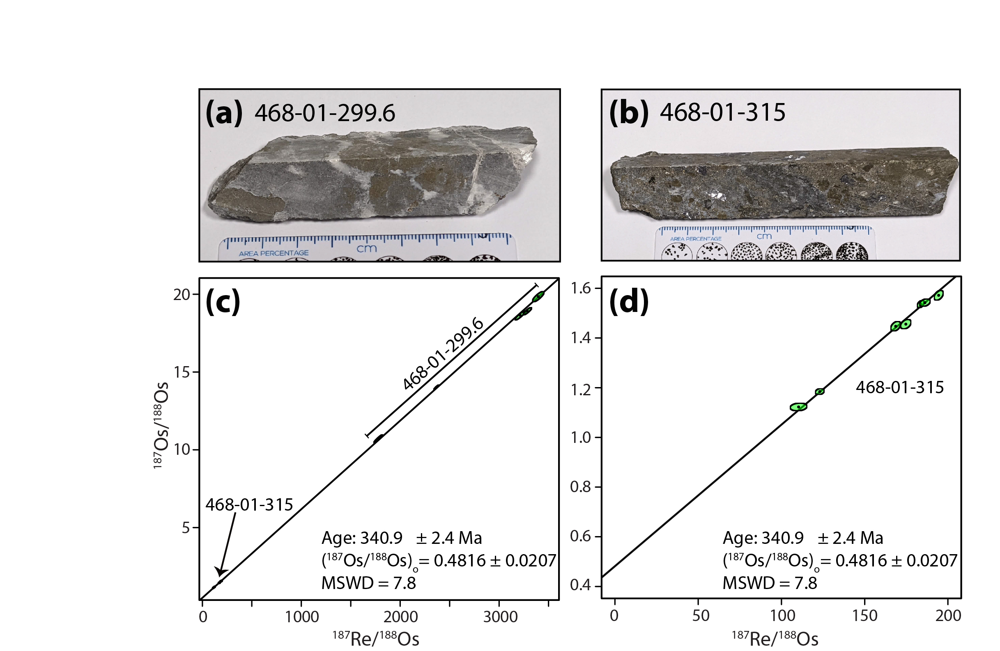 (a) 468-01-299.6
cm
AREA PERCENTAGE
(b) 468-01-315
AREA PERCENTAGE cm
(c)
20
15
10
5
187Os/188Os
468-01-299.6
468-01-315
Age: 340.9 ± 2.4 Ma
(187Os/188Os)o = 0.4816 ± 0.0207
MSWD = 7.8
0 1000 2000 3000
187Re/188Os
(d)
1.6
1.4
1.2
1.0
0.8
0.6
0.4
468-01-315
Age: 340.9 ± 2.4 Ma
(187Os/188Os)o = 0.4816 ± 0.0207
MSWD = 7.8
0 50 100 150 200
187Re/188Os